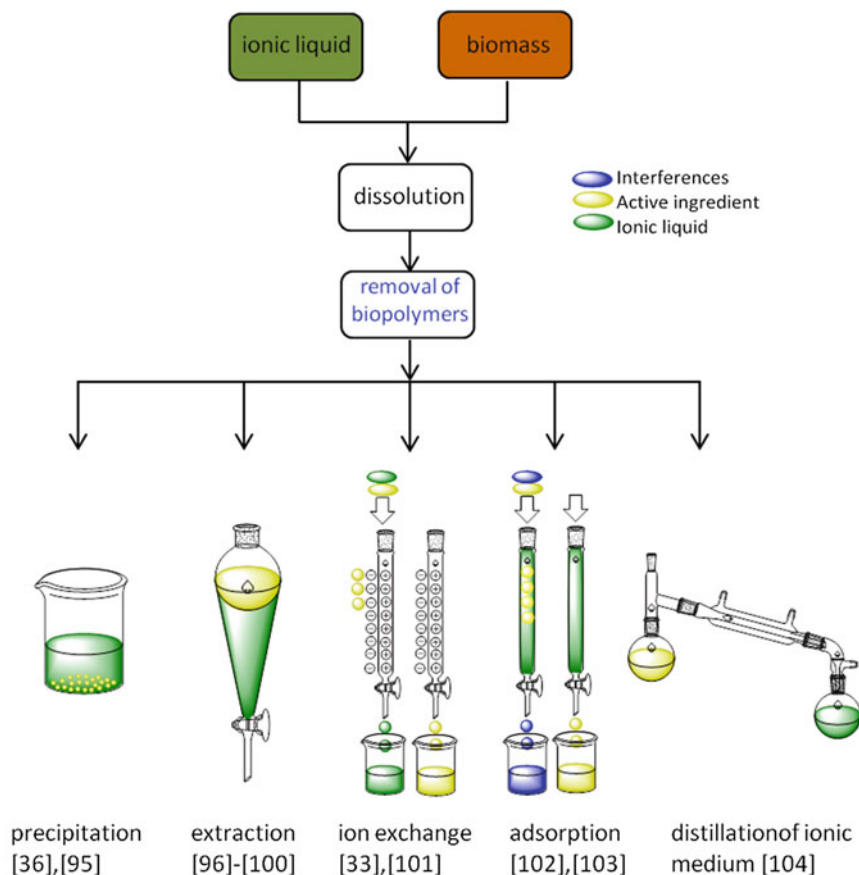 ionic liquid
biomass
dissolution
Interferences
Active ingredient
Ionic liquid
removal of
biopolymers
precipitation
[36],[95]
extraction
[96]-[100]
ion exchange
[33],[101]
adsorption
[102],[103]
distillationof ionic
medium [104]